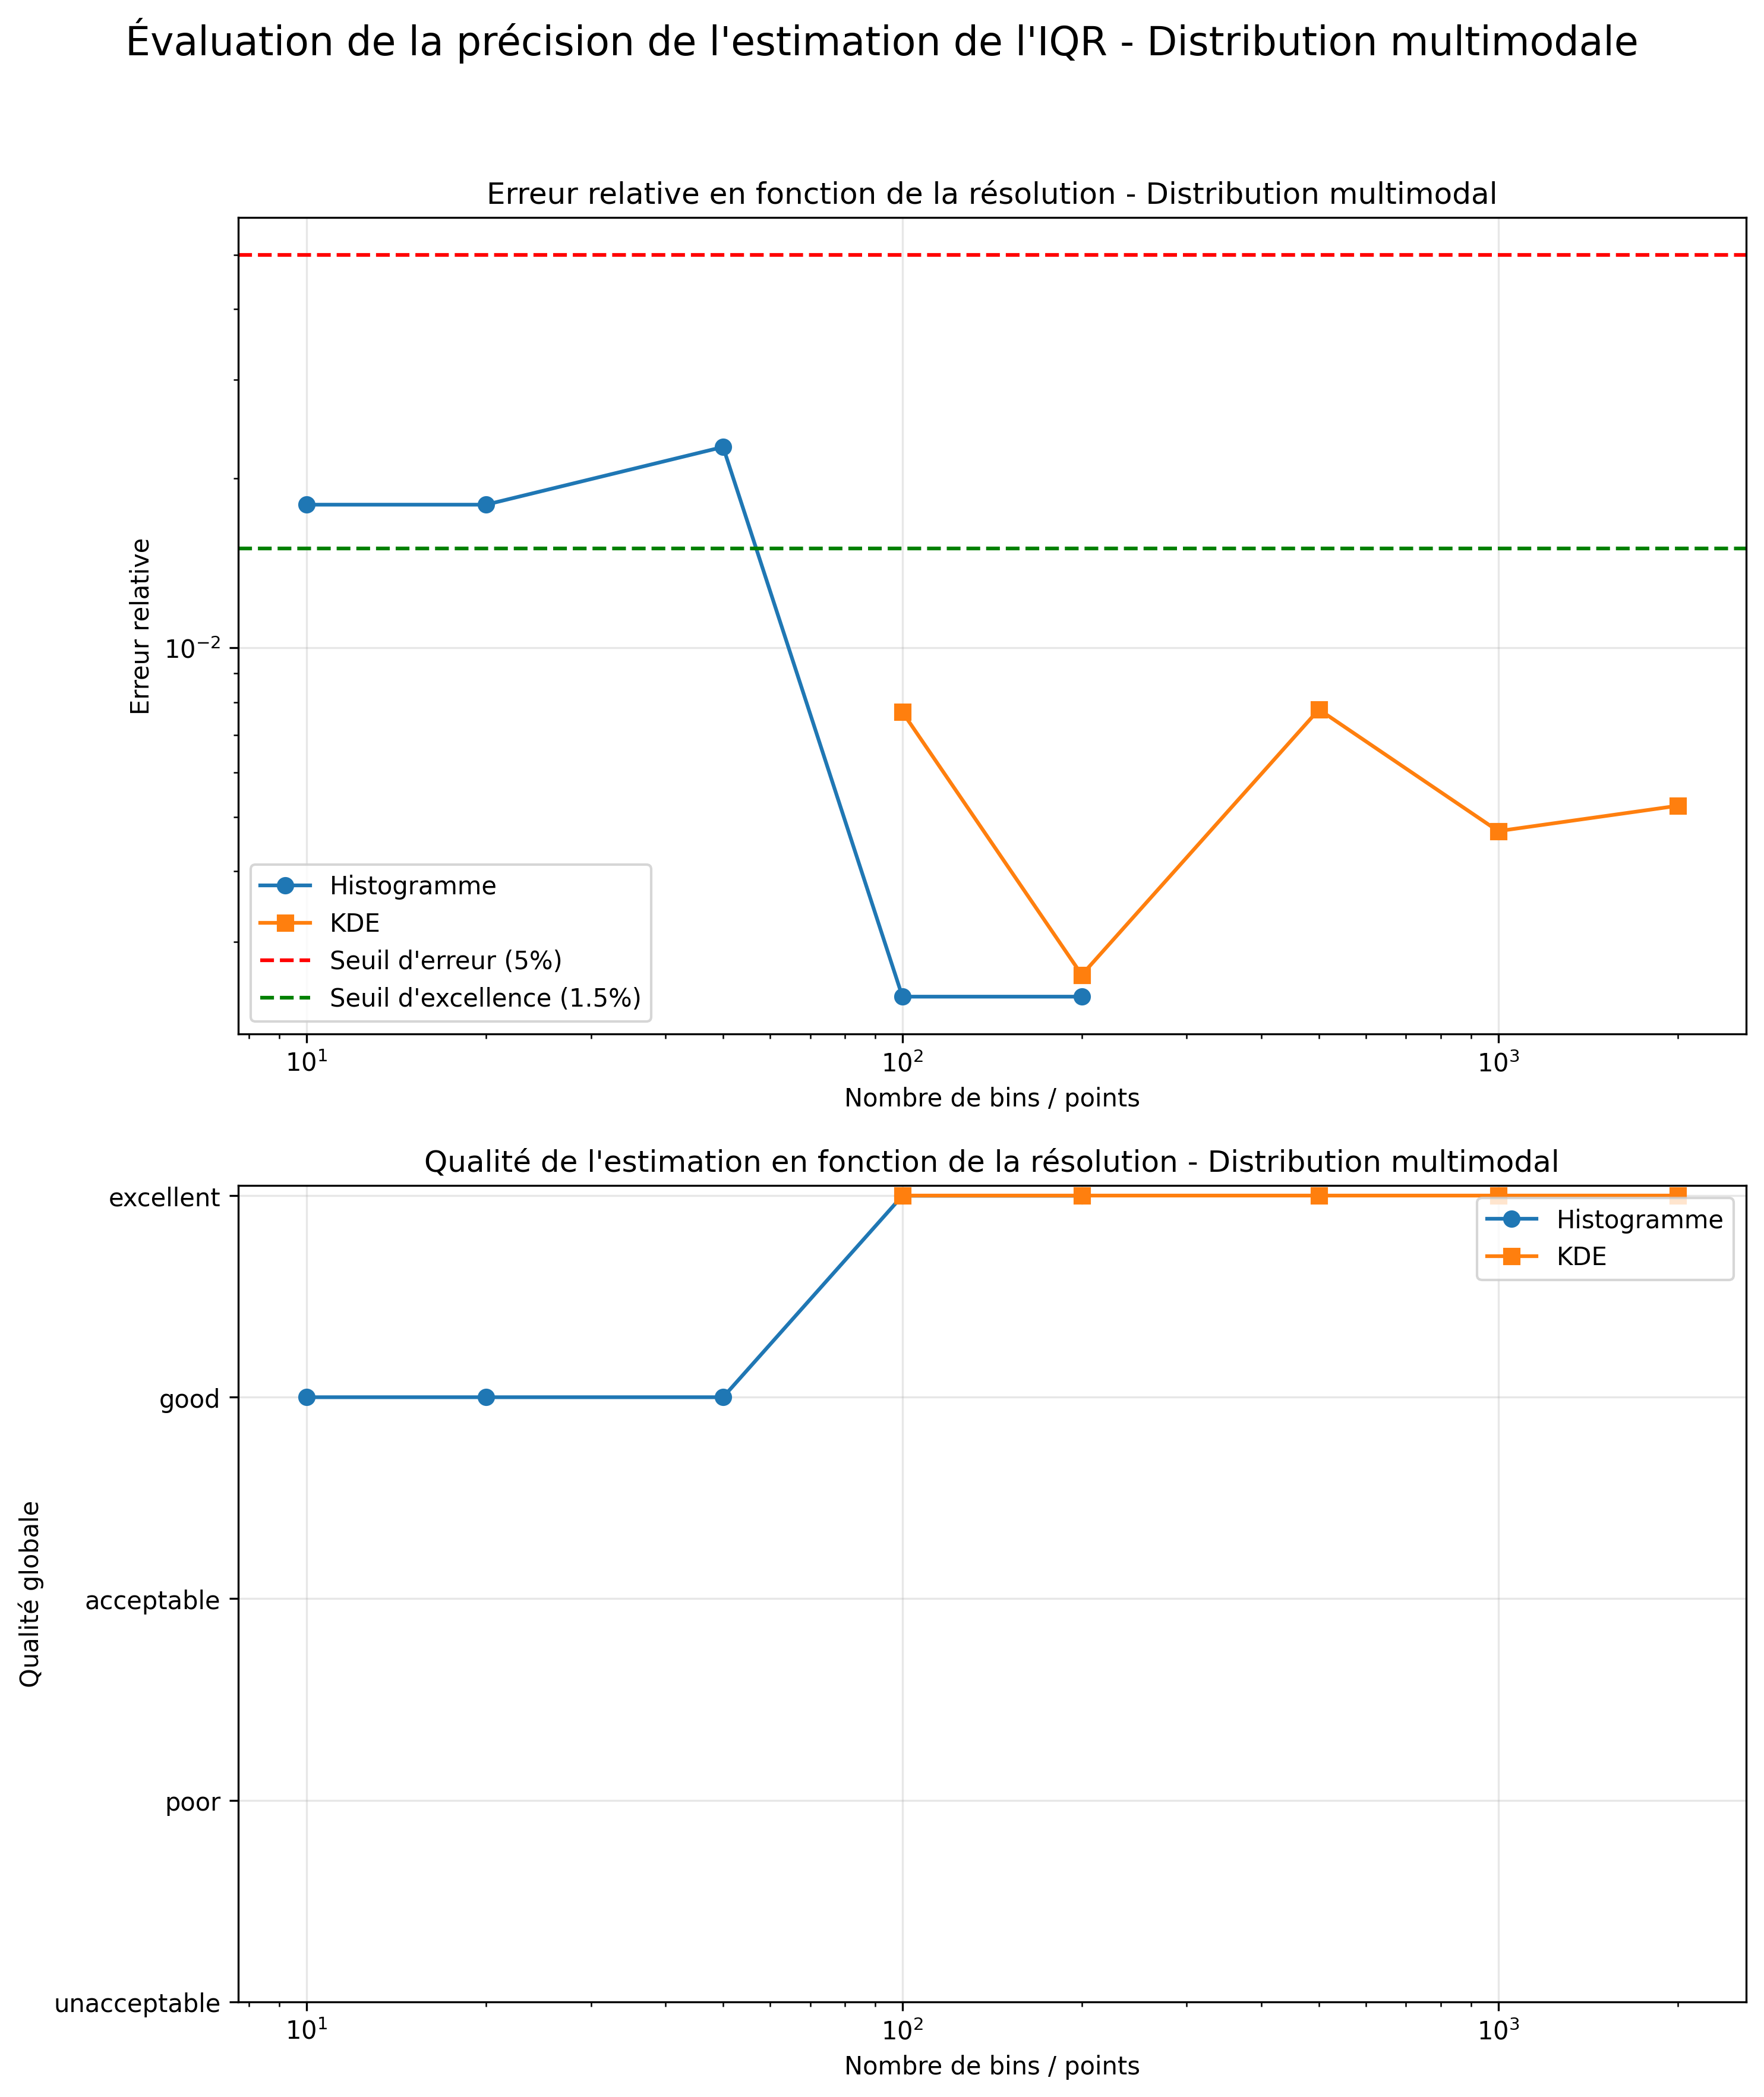 Évaluation de la précision de l'estimation de l'IQR - Distribution multimodale
Erreur relative en fonction de la résolution - Distribution multimodal
Erreur relative
10⁻²
Histogramme
KDE
Seuil d'erreur (5%)
Seuil d'excellence (1.5%)
10¹ 10² 10³
Nombre de bins / points
Qualité de l'estimation en fonction de la résolution - Distribution multimodal
Qualité globale
excellent
good
acceptable
poor
unacceptable
Histogramme
KDE
10¹ 10² 10³
Nombre de bins / points